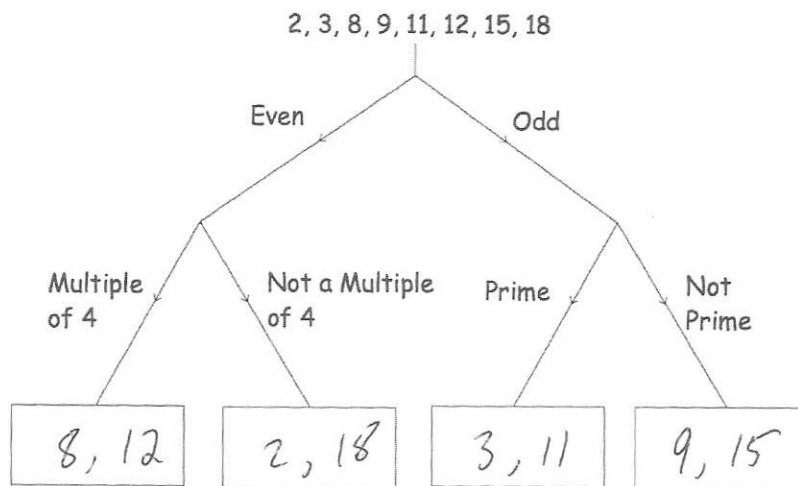 2, 3, 8, 9, 11, 12, 15, 18
Even
Odd
Multiple
of 4
Not a Multiple
of 4
Prime
Not
Prime
8, 12
2, 18
3, 11
9, 15